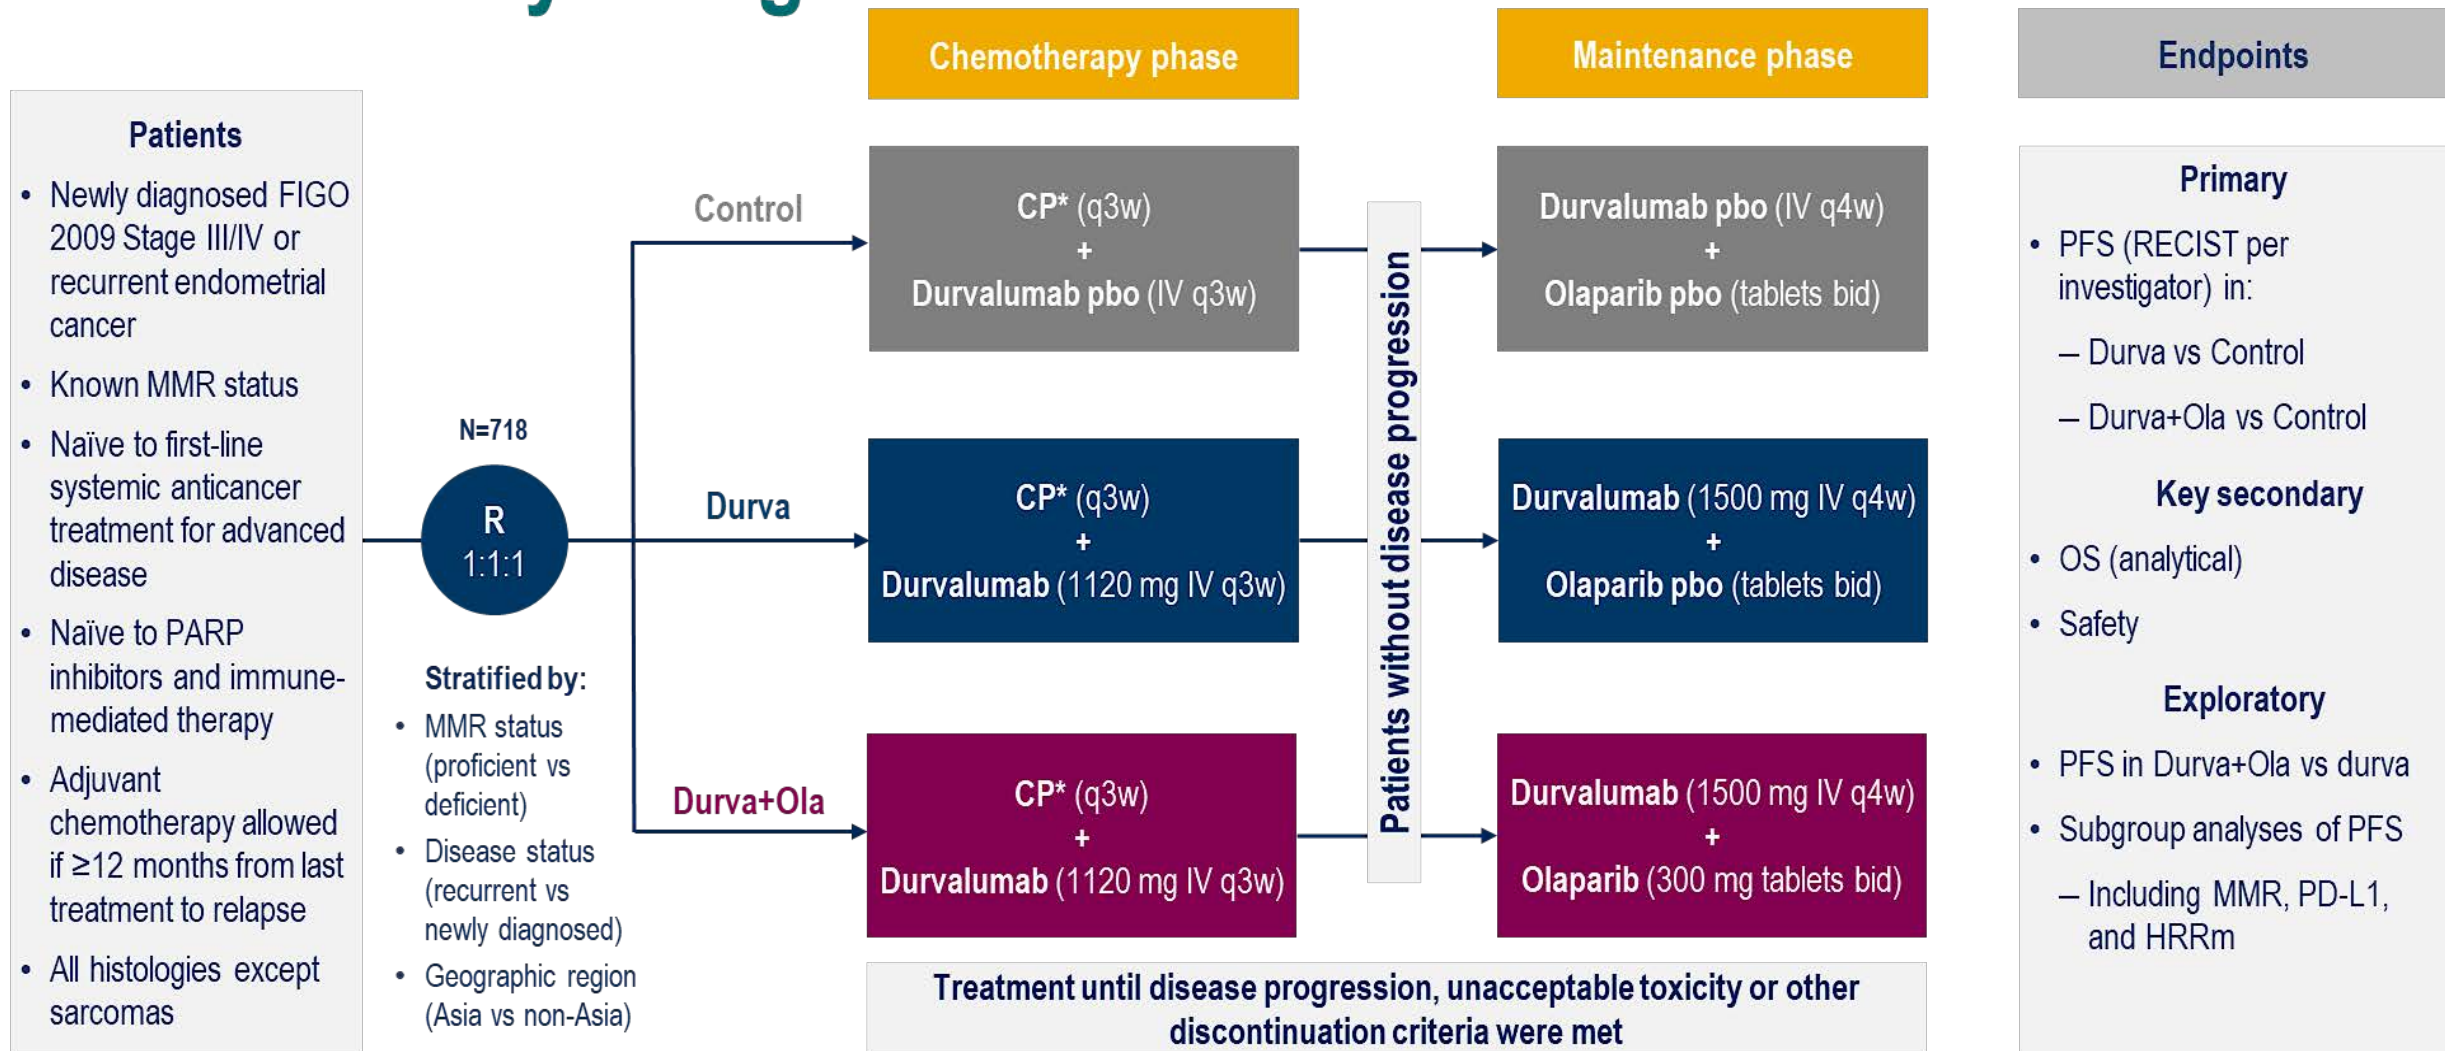 Chemotherapy phase
Maintenance phase
Endpoints
Patients
• Newly diagnosed FIGO
2009 Stage III/IV or
recurrent endometrial
cancer
• Known MMR status
• Naïve to first-line
systemic anticancer
treatment for advanced
disease
• Naïve to PARP
inhibitors and immune-
mediated therapy
• Adjuvant
chemotherapy allowed
if ≥12 months from last
treatment to relapse
• All histologies except
sarcomas
N=718
R
1:1:1
Stratified by:
• MMR status
(proficient vs
deficient)
• Disease status
(recurrent vs
newly diagnosed)
• Geographic region
(Asia vs non-Asia)
Control
CP* (q3w)
+
Durvalumab pbo (IV q3w)
Durvalumab pbo (IV q4w)
+
Olaparib pbo (tablets bid)
Durva
CP* (q3w)
+
Durvalumab (1120 mg IV q3w)
Durvalumab (1500 mg IV q4w)
+
Olaparib pbo (tablets bid)
Durva+Ola
CP* (q3w)
+
Durvalumab (1120 mg IV q3w)
Durvalumab (1500 mg IV q4w)
+
Olaparib (300 mg tablets bid)
Patients without disease progression
Treatment until disease progression, unacceptable toxicity or other
discontinuation criteria were met
Primary
• PFS (RECIST per
investigator) in:
– Durva vs Control
– Durva+Ola vs Control
Key secondary
• OS (analytical)
• Safety
Exploratory
• PFS in Durva+Ola vs durva
• Subgroup analyses of PFS
– Including MMR, PD-L1,
and HRRm